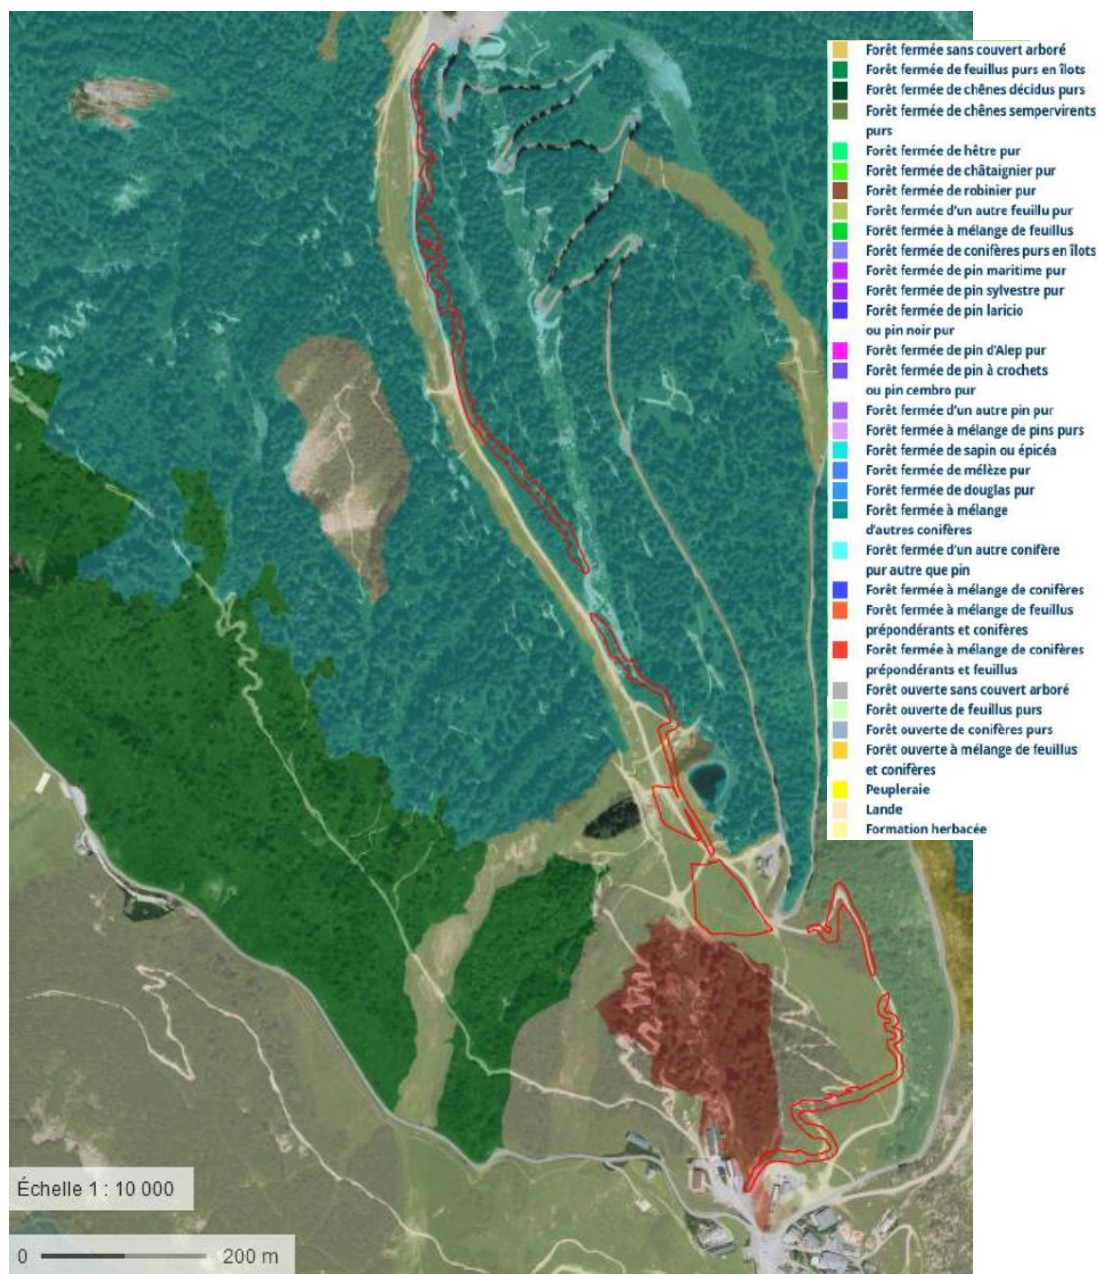 Forêt fermée sans couvert arboré
Forêt fermée de feuillus purs en îlots
Forêt fermée de chênes décidus purs
Forêt fermée de chênes sempervirents
purs
Forêt fermée de hêtre pur
Forêt fermée de châtaignier pur
Forêt fermée de robinier pur
Forêt fermée d'un autre feuillu pur
Forêt fermée à mélange de feuillus
Forêt fermée de conifères purs en îlots
Forêt fermée de pin maritime pur
Forêt fermée de pin sylvestre pur
Forêt fermée de pin laricio
ou pin noir pur
Forêt fermée de pin d'Alep pur
Forêt fermée de pin à crochets
ou pin cembro pur
Forêt fermée d'un autre pin pur
Forêt fermée à mélange de pins purs
Forêt fermée de sapin ou épicéa
Forêt fermée de mélèze pur
Forêt fermée de douglas pur
Forêt fermée à mélange
d'autres conifères
Forêt fermée d'un autre conifère
pur autre que pin
Forêt fermée à mélange de conifères
Forêt fermée à mélange de feuillus
prépondérants et conifères
Forêt fermée à mélange de conifères
prépondérants et feuillus
Forêt ouverte sans couvert arboré
Forêt ouverte de feuillus purs
Forêt ouverte de conifères purs
Forêt ouverte à mélange de feuillus
et conifères
Peupleraie
Lande
Formation herbacée
Échelle 1 : 10 000
0 200 m